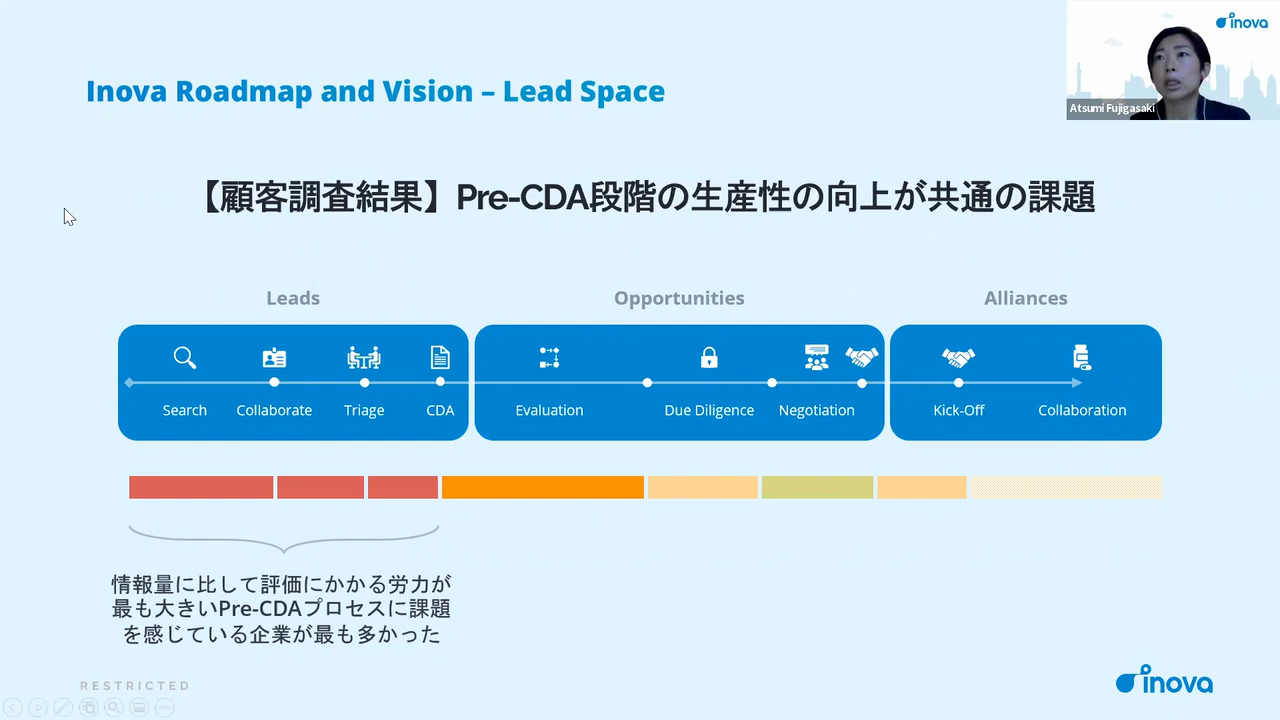 inova
Atsumi Fujigasaki
Inova Roadmap and Vision – Lead Space
【顧客調査結果】Pre-CDA段階の生産性の向上が共通の課題
Leads
Opportunities
Alliances
Search
Collaborate
Triage
CDA
Evaluation
Due Diligence
Negotiation
Kick-Off
Collaboration
情報量に比して評価にかかる労力が
最も大きいPre-CDAプロセスに課題
を感じている企業が最も多かった
RESTRICTED
inova